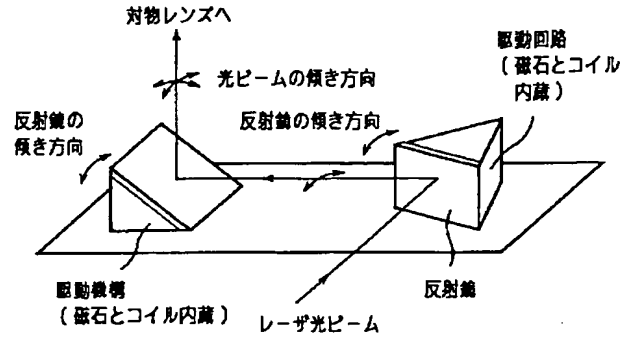 対物レンズへ
光ビームの傾き方向
駆動回路
(磁石とコイル
内蔵)
反射鏡の
傾き方向
反射鏡の傾き方向
駆動機構
(磁石とコイル内蔵)
反射鏡
レーザ光ビーム